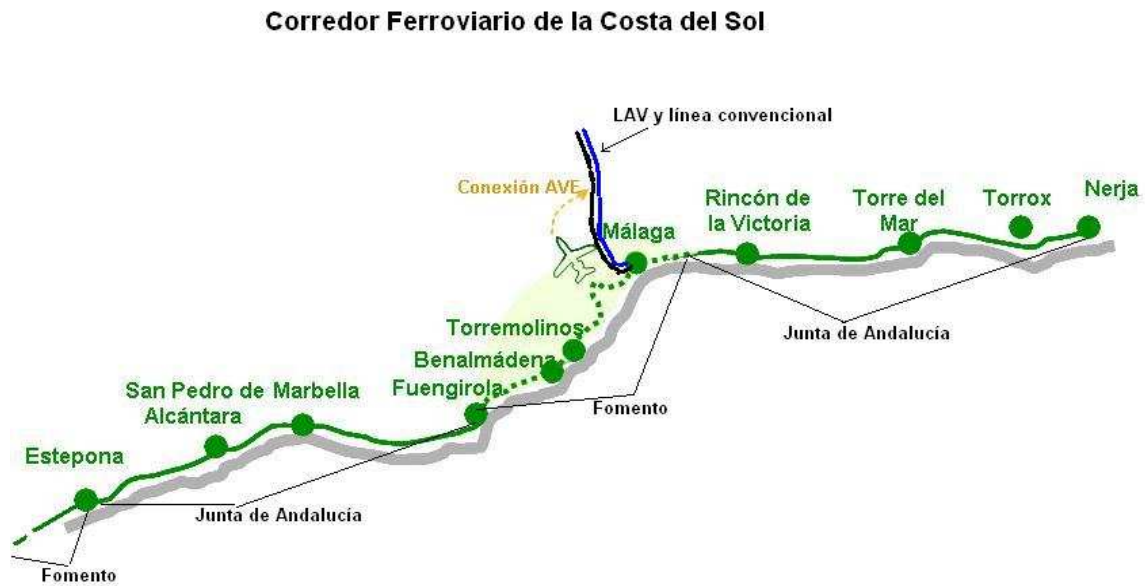 Corredor Ferroviario de la Costa del Sol
LAV y línea convencional
Conexión AVE
Málaga
Rincón de
la Victoria
Torre del
Mar
Torrox
Nerja
Junta de Andalucía
Torremolinos
Benalmádena
Fuengirola
Fomento
San Pedro de
Alcántara
Marbella
Estepona
Junta de Andalucía
Fomento